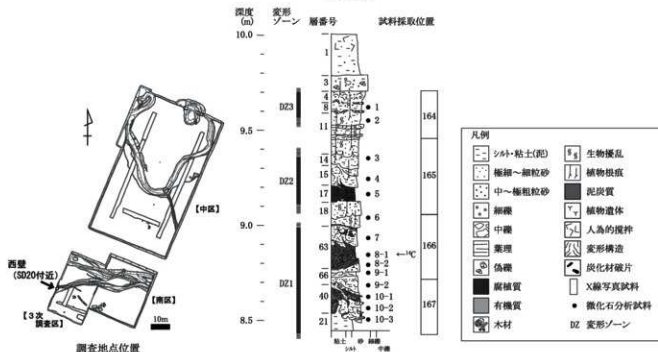 深度
(m)
変形
ゾーン
層番号
試料採取位置
10.0
9.5
9.0
8.5
DZ3
DZ2
DZ1
1
3
4
8
11
14
15
17
18
63
66
40
21
1
2
3
4
5
6
7
8-1
8-2
9-1
9-2
10-1
10-2
10-3
←¹⁴C
164
165
166
167
粘土
シルト
砂
細礫
中礫
【中区】
西壁
(SD20付近)
【南区】
【3次
調査区】
10m
調査地点位置
凡例
シルト・粘土(泥)
極細～細粒砂
中～極粗粒砂
細礫
中礫
葉理
偽礫
腐植質
有機質
木材
生物擾乱
植物根痕
泥炭質
植物遺体
人為的撹拌
変形構造
炭化材破片
X線写真試料
微化石分析試料
DZ 変形ゾーン